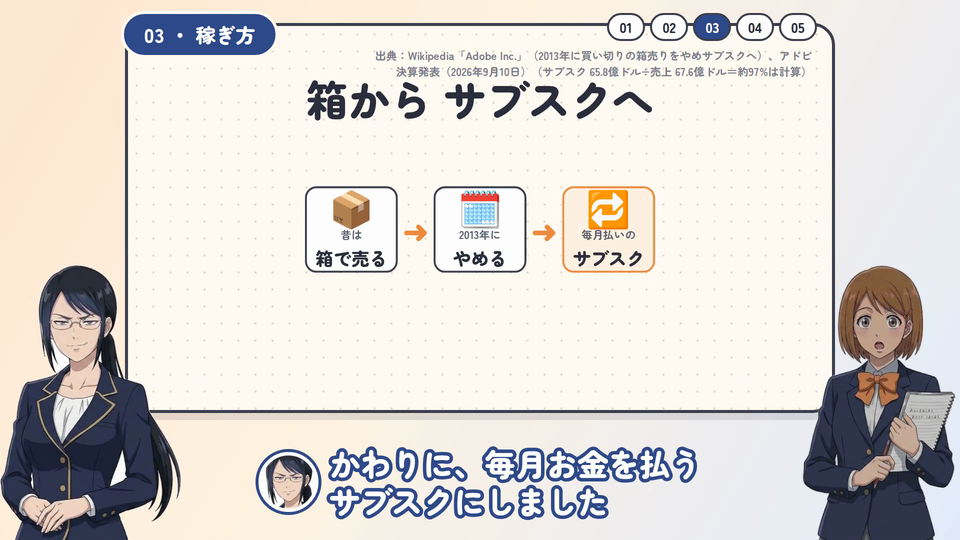 03 ・ 稼ぎ方
01 02 03 04 05
出典：Wikipedia「Adobe Inc.」（2013年に買い切りの箱売りをやめサブスクへ）、アドビ
決算発表（2026年9月10日）（サブスク 65.8億ドル÷売上 67.6億ドル＝約97%は計算）
箱から サブスクへ
昔は
箱で売る
2013年に
やめる
毎月払いの
サブスク
かわりに、毎月お金を払う
サブスクにしました